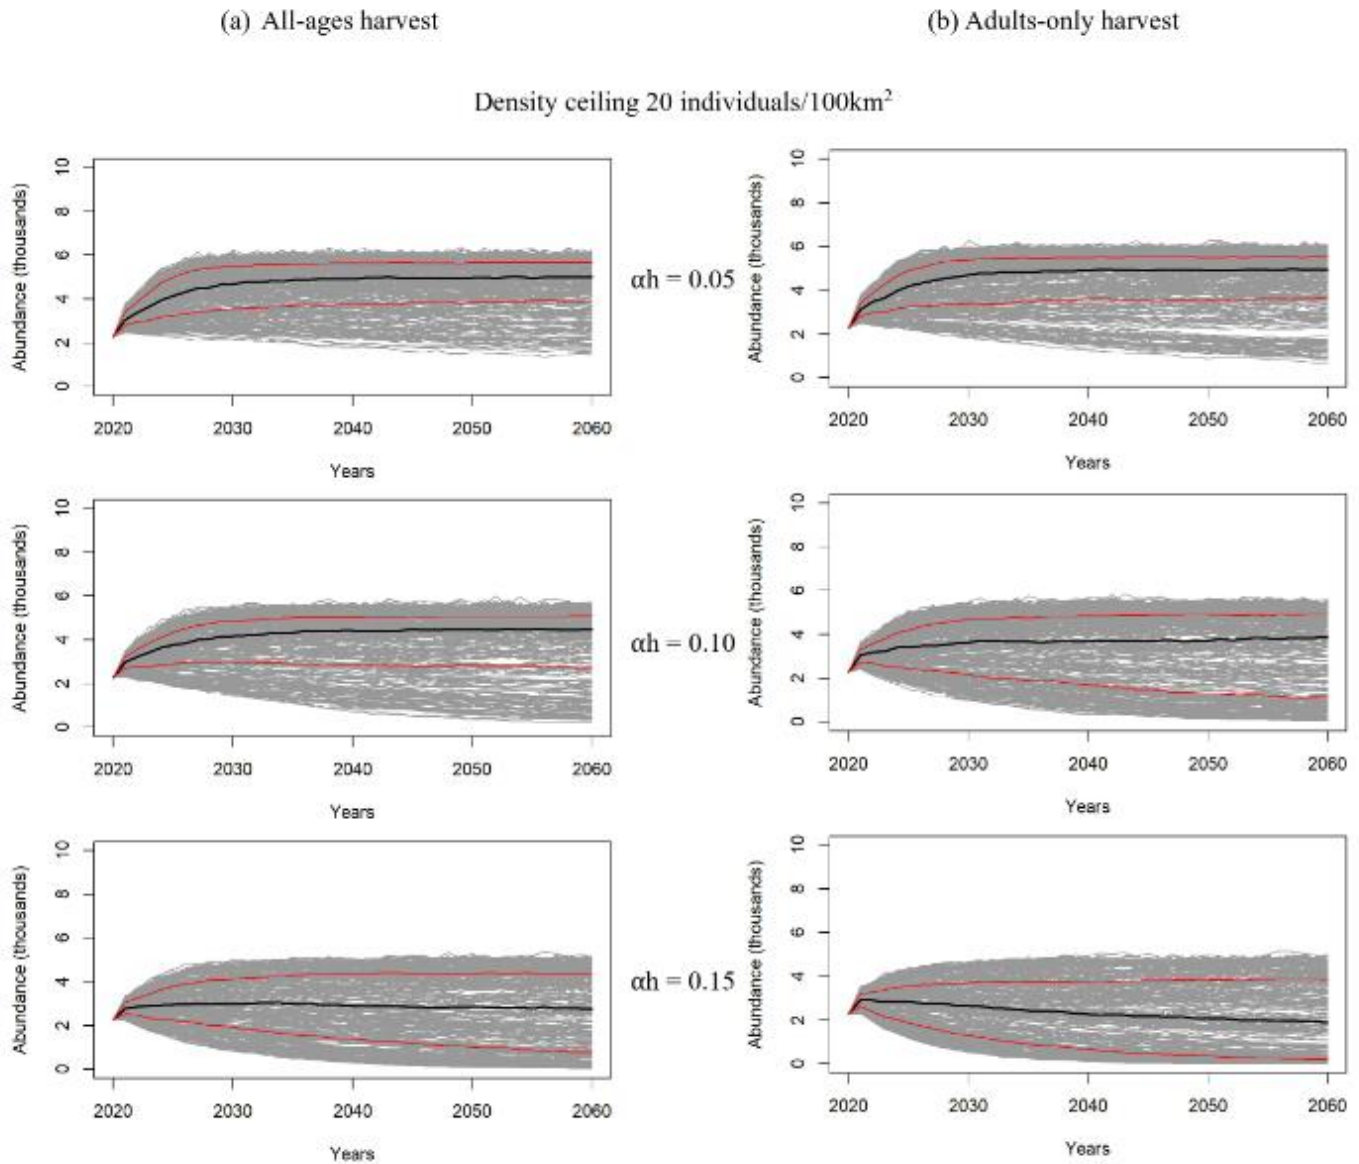 (a) All-ages harvest
(b) Adults-only harvest
Density ceiling 20 individuals/100km²
Abundance (thousands)
10
8
6
4
2
0
2020 2030 2040 2050 2060
Years
αh = 0.05
Abundance (thousands)
10
8
6
4
2
0
2020 2030 2040 2050 2060
Years
Abundance (thousands)
10
8
6
4
2
0
2020 2030 2040 2050 2060
Years
αh = 0.10
Abundance (thousands)
10
8
6
4
2
0
2020 2030 2040 2050 2060
Years
Abundance (thousands)
10
8
6
4
2
0
2020 2030 2040 2050 2060
Years
αh = 0.15
Abundance (thousands)
10
8
6
4
2
0
2020 2030 2040 2050 2060
Years